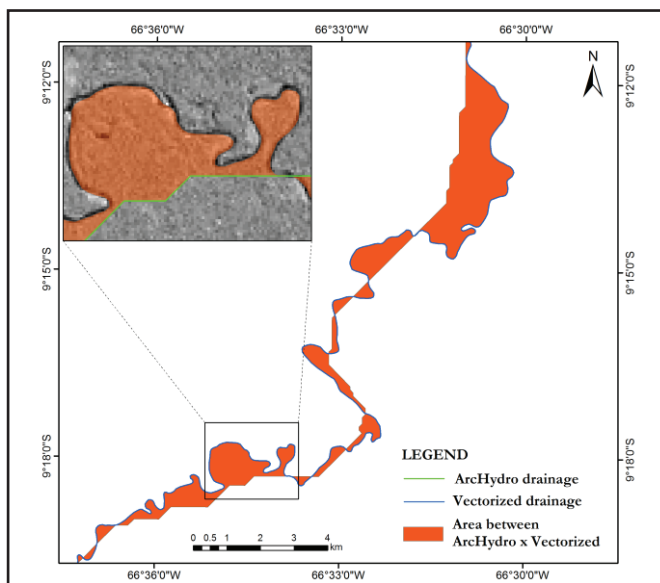 66°36'0"W 66°33'0"W 66°30'0"W
N
9°12'0"S 9°12'0"S
9°15'0"S 9°15'0"S
9°18'0"S 9°18'0"S
LEGEND
ArcHydro drainage
Vectorized drainage
Area between
ArcHydro x Vectorized
0 0.5 1 2 3 4
km
66°36'0"W 66°33'0"W 66°30'0"W